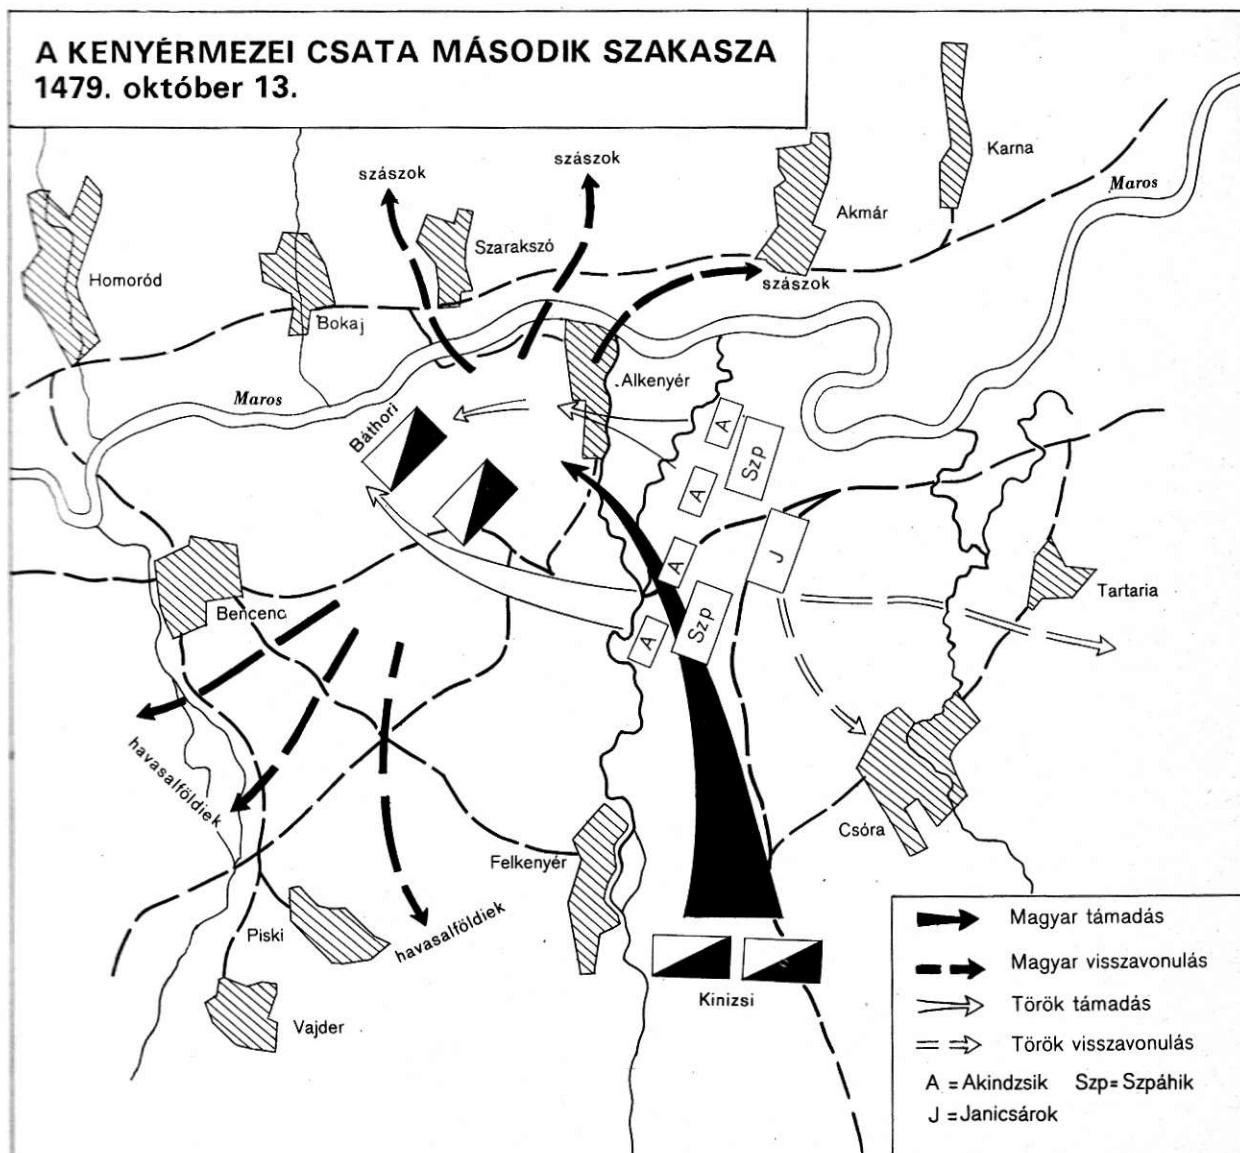 A KENYÉRMEZEI CSATA MÁSODIK SZAKASZA
1479. október 13.
Karna
szászok
szászok
Maros
Akmár
Szarakszó
Homoród
szászok
Bokaj
Alkenyér
Maros
Báthori
A
Szp
A
J
A
Tartaria
Bencenc
Szp
A
havasalföldiek
Csóra
Felkenyér
havasalföldiek
Piski
Kinizsi
Vajder
Magyar támadás
Magyar visszavonulás
Török támadás
Török visszavonulás
A = Akindzsik Szp= Szpáhik
J = Janicsárok